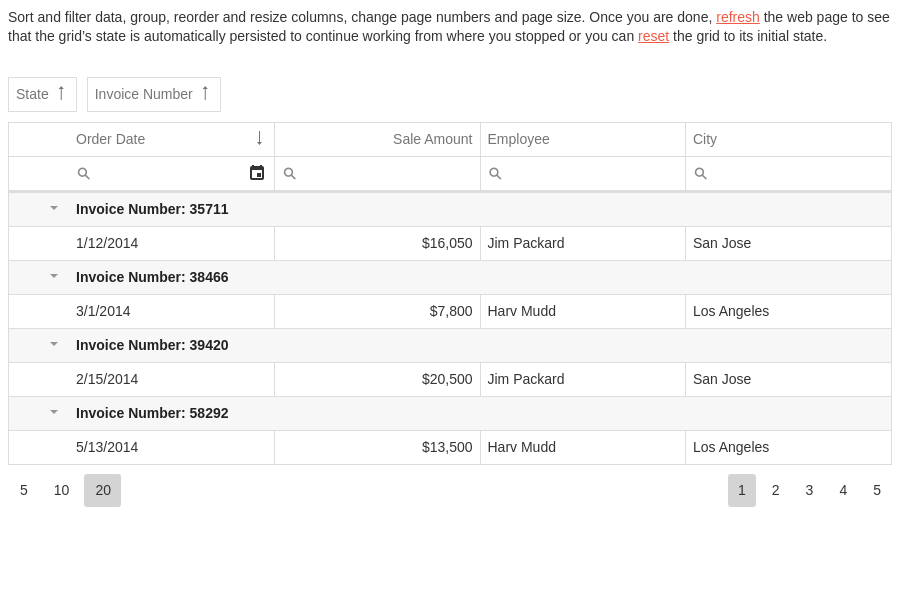 Sort and filter data, group, reorder and resize columns, change page numbers and page size. Once you are done, refresh the web page to see
that the grid's state is automatically persisted to continue working from where you stopped or you can reset the grid to its initial state.
State Invoice Number
Order Date Sale Amount Employee City
Invoice Number: 35711
1/12/2014 $16,050 Jim Packard San Jose
Invoice Number: 38466
3/1/2014 $7,800 Harv Mudd Los Angeles
Invoice Number: 39420
2/15/2014 $20,500 Jim Packard San Jose
Invoice Number: 58292
5/13/2014 $13,500 Harv Mudd Los Angeles
5 10 20 1 2 3 4 5